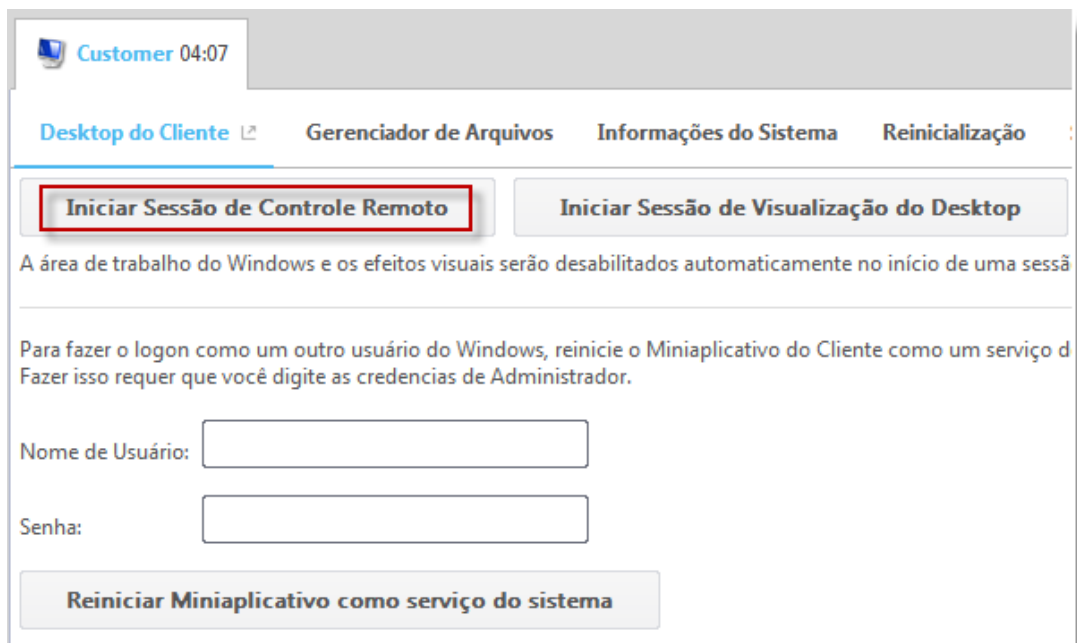 Customer 04:07
Desktop do Cliente Gerenciador de Arquivos Informações do Sistema Reinicialização
Iniciar Sessão de Controle Remoto Iniciar Sessão de Visualização do Desktop
A área de trabalho do Windows e os efeitos visuais serão desabilitados automaticamente no início de uma
Para fazer o logon como um outro usuário do Windows, reinicie o Miniaplicativo do Cliente como um serviço
Fazer isso requer que você digite as credencias de Administrador.
Nome de Usuário:
Senha:
Reiniciar Miniaplicativo como serviço do sistema